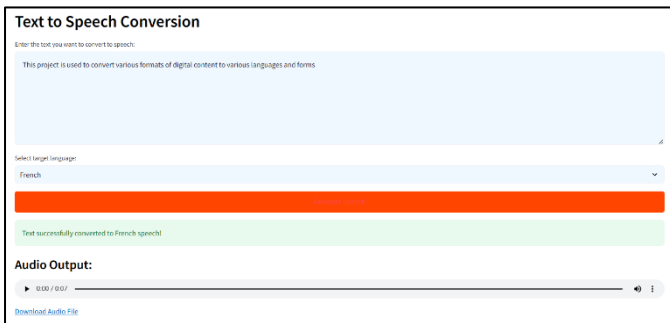 Text to Speech Conversion
Enter the text you want to convert to speech:
This project is used to convert various formats of digital content to various languages and forms
Select target language:
French
Text successfully converted to French speech!
Audio Output:
0:00 / 0:07
Download Audio File